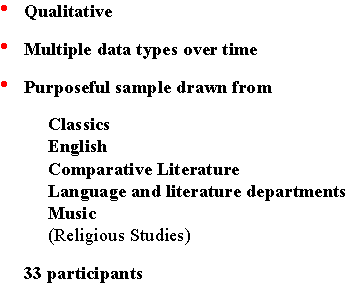 • Qualitative
• Multiple data types over time
• Purposeful sample drawn from
Classics
English
Comparative Literature
Language and literature departments
Music
(Religious Studies)
33 participants